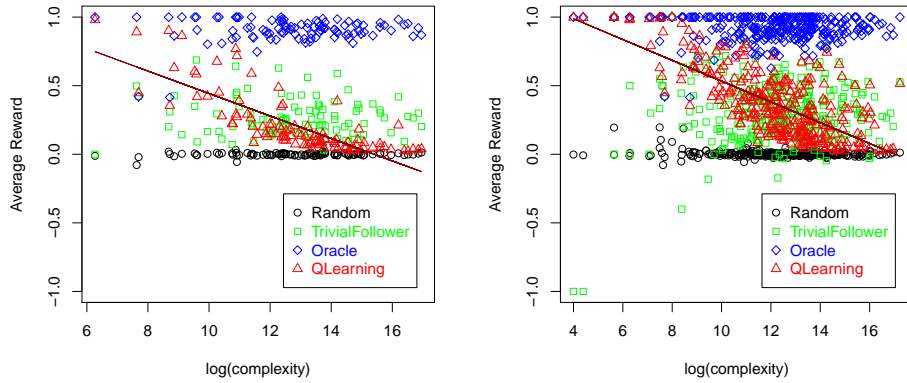 Average Reward
1.0
0.5
0.0
−0.5
−1.0
Random
TrivialFollower
Oracle
QLearning
6 8 10 12 14 16
log(complexity)
Average Reward
1.0
0.5
0.0
−0.5
−1.0
Random
TrivialFollower
Oracle
QLearning
4 6 8 10 12 14 16
log(complexity)